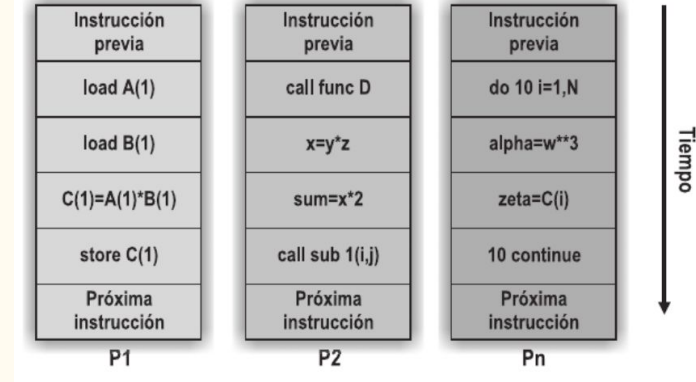 Instrucción
previa
load A(1)
load B(1)
C(1)=A(1)*B(1)
store C(1)
Próxima
instrucción
P1
Instrucción
previa
call func D
x=y*z
sum=x*2
call sub 1(i,j)
Próxima
instrucción
P2
Instrucción
previa
do 10 i=1,N
alpha=w**3
zeta=C(i)
10 continue
Próxima
instrucción
Pn
Tiempo